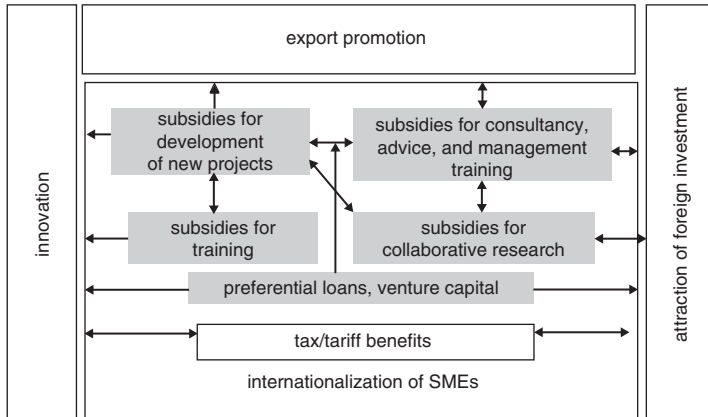 export promotion
innovation
subsidies for
development
of new projects
subsidies for consultancy,
advice, and management
training
subsidies for
training
subsidies for
collaborative research
preferential loans, venture capital
tax/tariff benefits
internationalization of SMEs
attraction of foreign investment